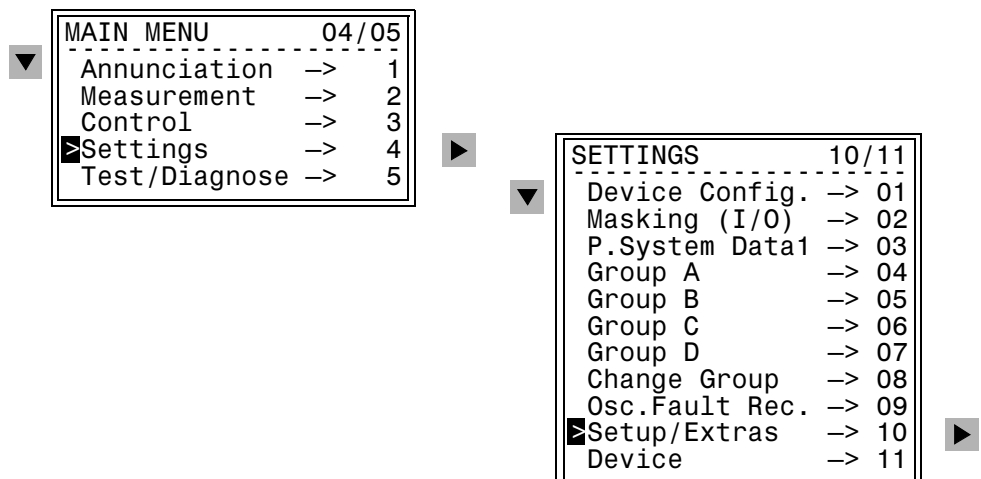 MAIN MENU 04/05
Annunciation —> 1
Measurement —> 2
Control —> 3
>Settings —> 4
Test/Diagnose —> 5
SETTINGS 10/11
Device Config. —> 01
Masking (I/O) —> 02
P.System Data1 —> 03
Group A —> 04
Group B —> 05
Group C —> 06
Group D —> 07
Change Group —> 08
Osc.Fault Rec. —> 09
>Setup/Extras —> 10
Device —> 11